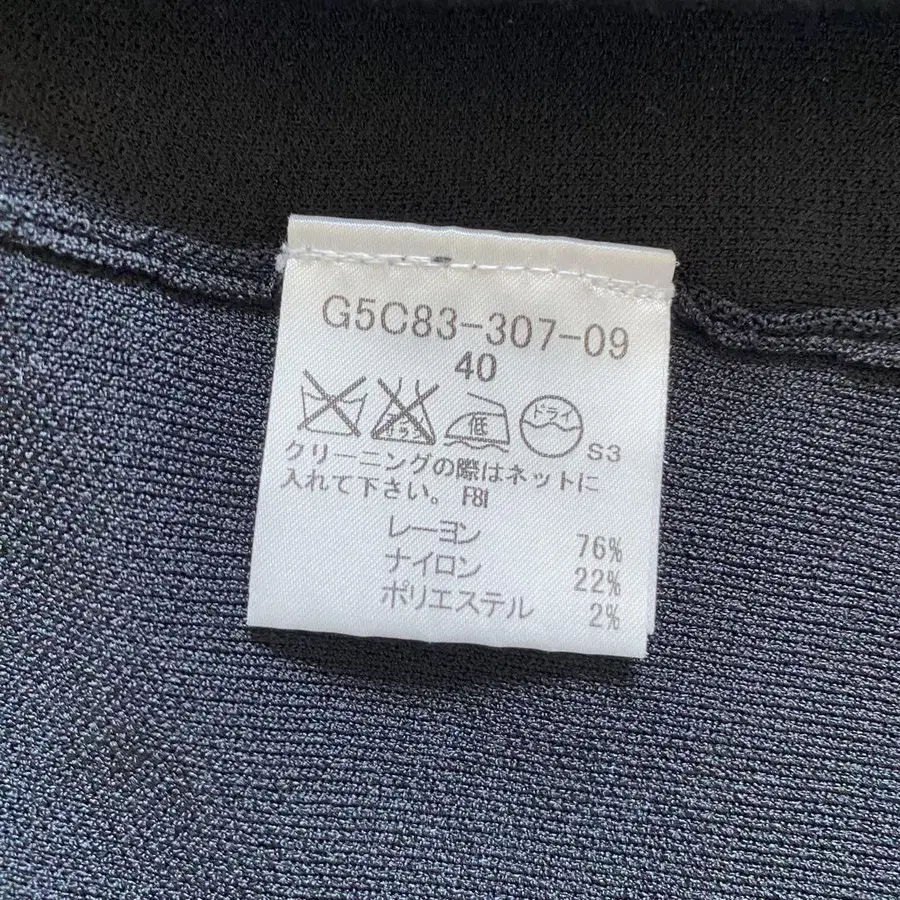 G5C83-307-09
40
低 ドライ S3
クリーニングの際はネットに
入れて下さい。 F8I
レーヨン 76%
ナイロン 22%
ポリエステル 2%